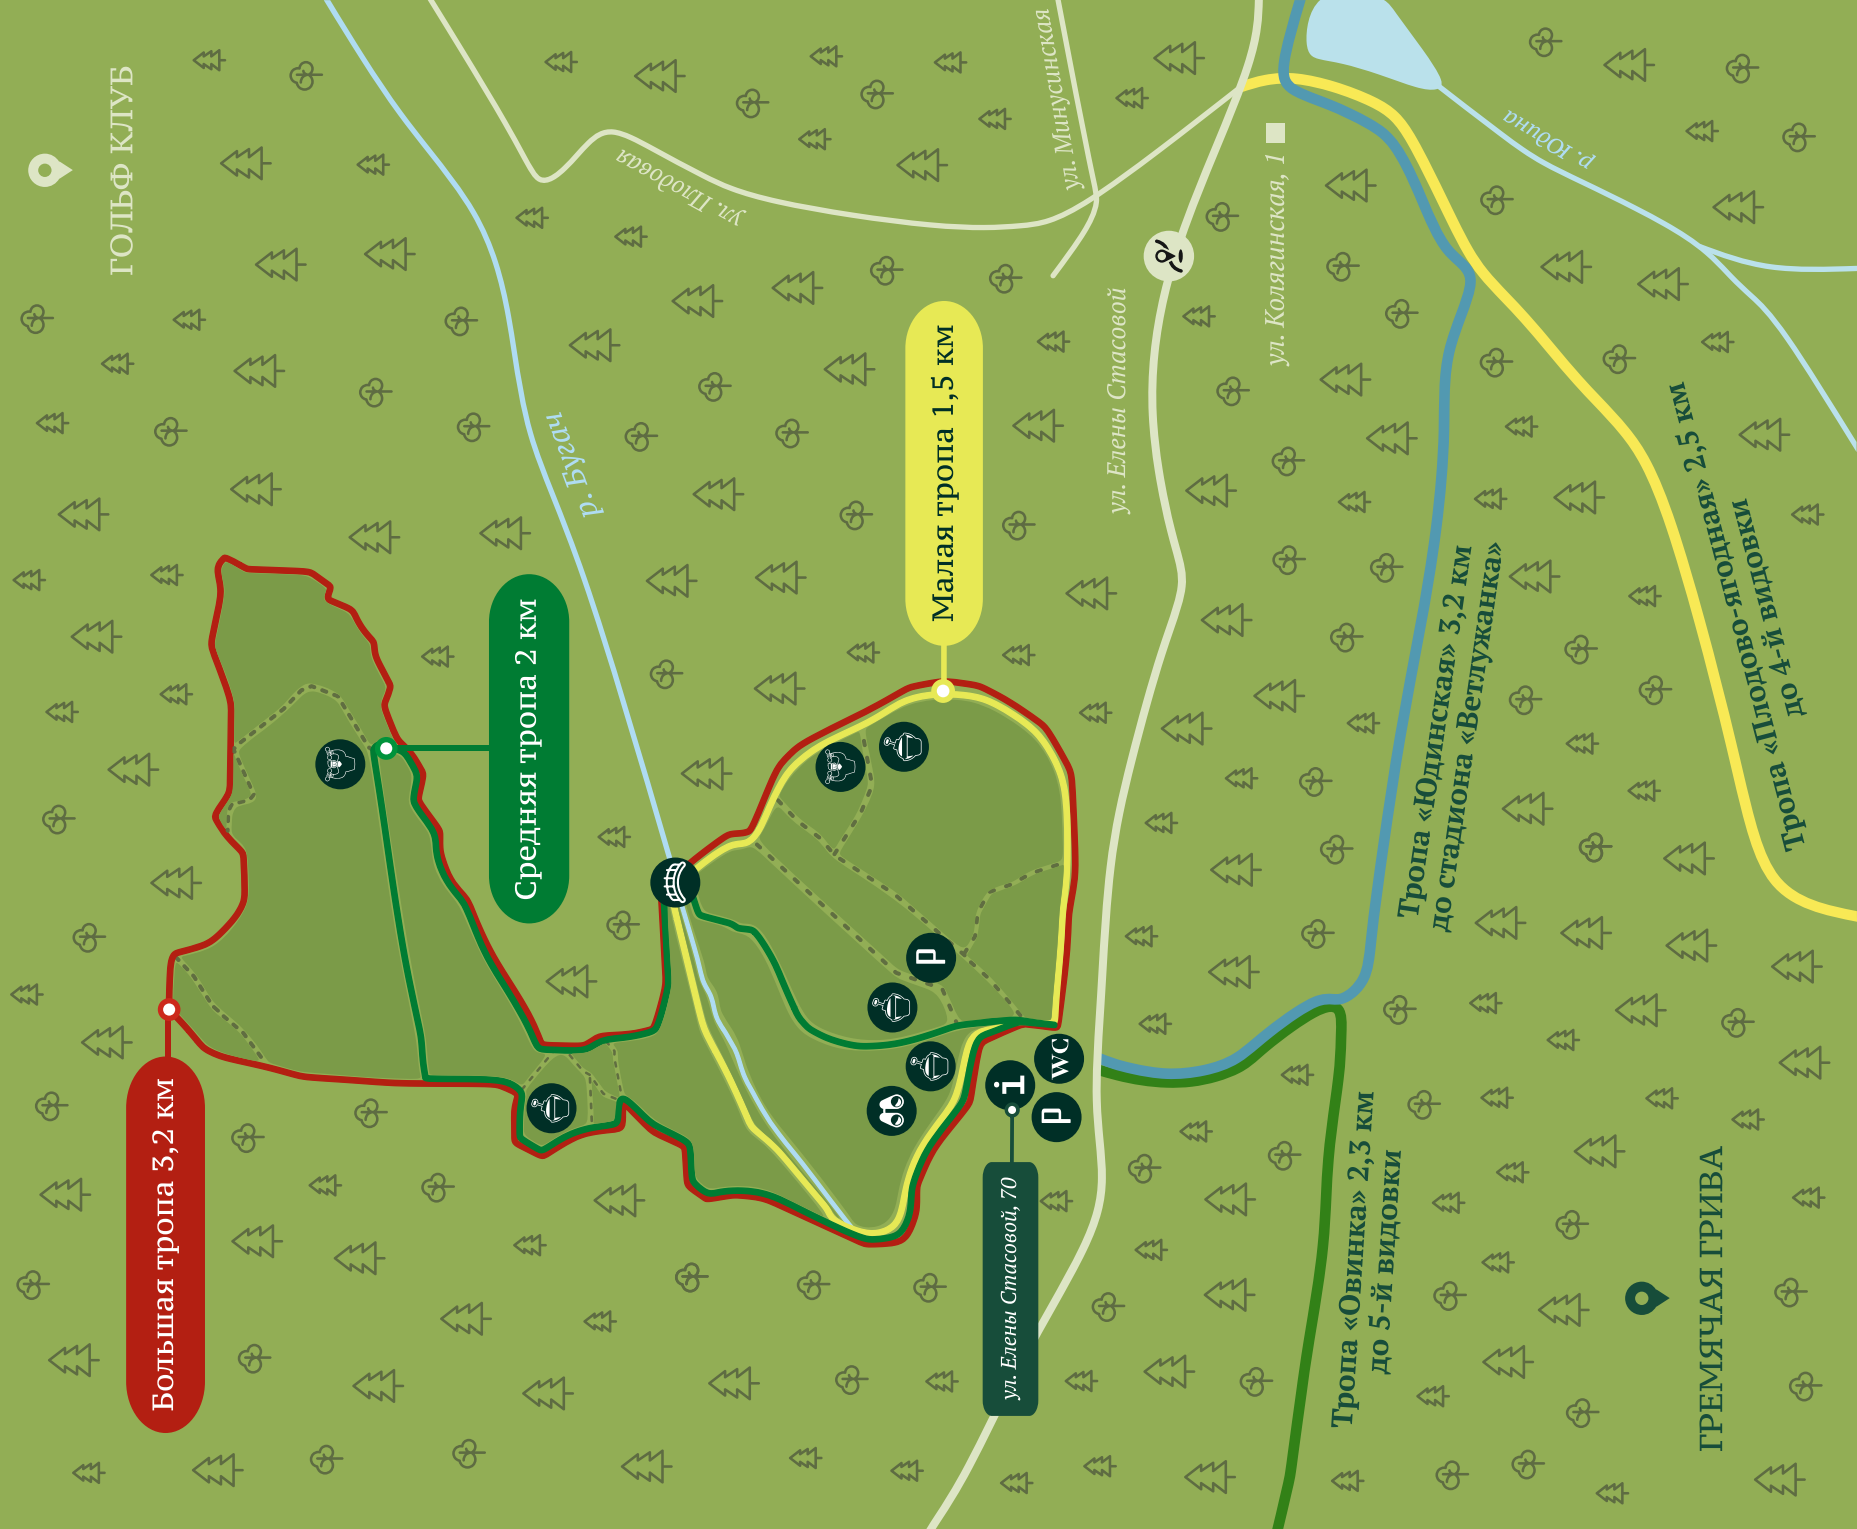 ГОЛЬФ КЛУБ
Большая тропа 3,2 км
Средняя тропа 2 км
р. Бугач
ул. Плодовая
Малая тропа 1,5 км
ул. Минусинская
ул. Елены Стасовой
ул. Колягинская, 1
р. Юдина
P
i
WC
P
ул. Елены Стасовой, 70
Тропа «Юдинская» 3,2 км
до стадиона «Ветлужанка»
Тропа «Плодово-ягодная» 2,5 км
до 4-й видовки
Тропа «Овинка» 2,3 км
до 5-й видовки
ГРЕМЯЧАЯ ГРИВА